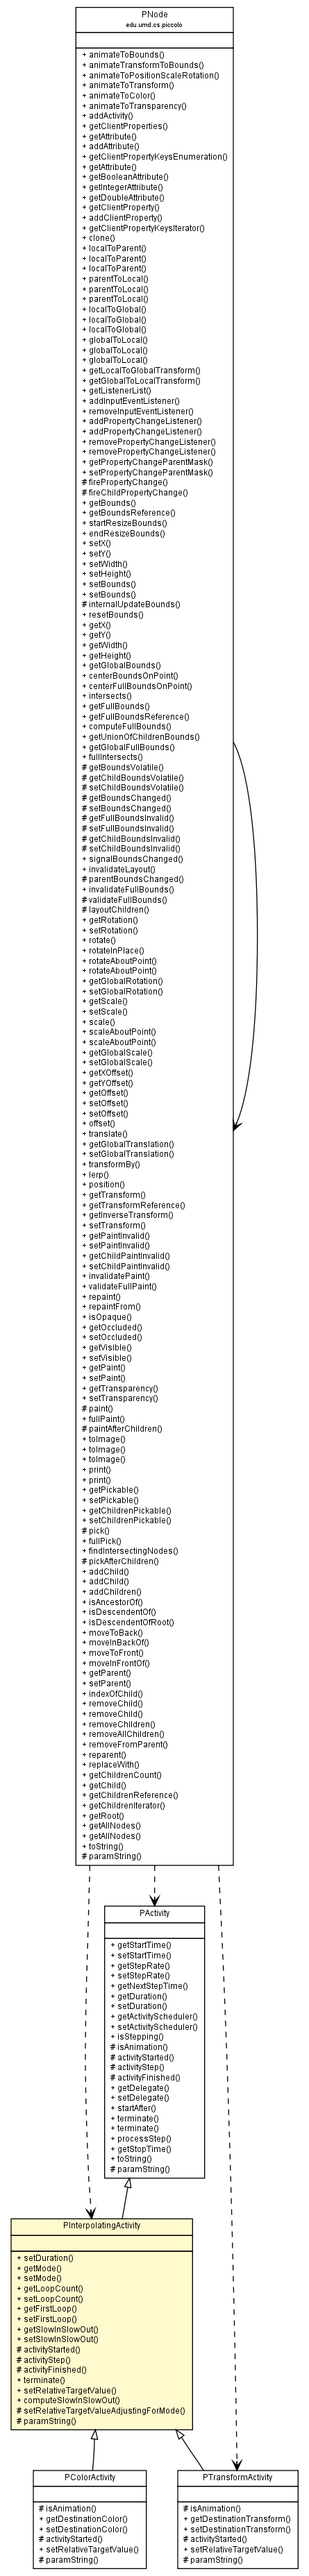 PNode
edu.umd.cs.piccolo
+ animateToBounds()
+ animateTransformToBounds()
+ animateToPositionScaleRotation()
+ animateToTransform()
+ animateToColor()
+ animateToTransparency()
+ addActivity()
+ getClientProperties()
+ getAttribute()
+ addAttribute()
+ getClientPropertyKeysEnumeration()
+ getAttribute()
+ getBooleanAttribute()
+ getIntegerAttribute()
+ getDoubleAttribute()
+ getClientProperty()
+ addClientProperty()
+ getClientPropertyKeysIterator()
+ clone()
+ localToParent()
+ localToParent()
+ localToParent()
+ parentToLocal()
+ parentToLocal()
+ parentToLocal()
+ localToGlobal()
+ localToGlobal()
+ localToGlobal()
+ globalToLocal()
+ globalToLocal()
+ globalToLocal()
+ getLocalToGlobalTransform()
+ getGlobalToLocalTransform()
+ getListenerList()
+ addInputEventListener()
+ removeInputEventListener()
+ addPropertyChangeListener()
+ addPropertyChangeListener()
+ removePropertyChangeListener()
+ removePropertyChangeListener()
+ getPropertyChangeParentMask()
+ setPropertyChangeParentMask()
# firePropertyChange()
# fireChildPropertyChange()
+ getBounds()
+ getBoundsReference()
+ startResizeBounds()
+ endResizeBounds()
+ setX()
+ setY()
+ setWidth()
+ setHeight()
+ setBounds()
+ setBounds()
# internalUpdateBounds()
+ resetBounds()
+ getX()
+ getY()
+ getWidth()
+ getHeight()
+ getGlobalBounds()
+ centerBoundsOnPoint()
+ centerFullBoundsOnPoint()
+ intersects()
+ getFullBounds()
+ getFullBoundsReference()
+ computeFullBounds()
+ getUnionOfChildrenBounds()
+ getGlobalFullBounds()
+ fullIntersects()
# getBoundsVolatile()
# getChildBoundsVolatile()
# setChildBoundsVolatile()
# getBoundsChanged()
# setBoundsChanged()
# getFullBoundsInvalid()
# setFullBoundsInvalid()
# getChildBoundsInvalid()
# setChildBoundsInvalid()
+ signalBoundsChanged()
+ invalidateLayout()
# parentBoundsChanged()
+ invalidateFullBounds()
# validateFullBounds()
# layoutChildren()
+ getRotation()
+ setRotation()
+ rotate()
+ rotateInPlace()
+ rotateAboutPoint()
+ rotateAboutPoint()
+ getGlobalRotation()
+ setGlobalRotation()
+ getScale()
+ setScale()
+ scale()
+ scaleAboutPoint()
+ scaleAboutPoint()
+ getGlobalScale()
+ setGlobalScale()
+ getXOffset()
+ getYOffset()
+ getOffset()
+ setOffset()
+ setOffset()
+ offset()
+ translate()
+ getGlobalTranslation()
+ setGlobalTranslation()
+ transformBy()
+ lerp()
+ position()
+ getTransform()
+ getTransformReference()
+ getInverseTransform()
+ setTransform()
+ getPaintInvalid()
+ setPaintInvalid()
+ getChildPaintInvalid()
+ setChildPaintInvalid()
+ invalidatePaint()
+ validateFullPaint()
+ repaint()
+ repaintFrom()
+ isOpaque()
+ getOccluded()
+ setOccluded()
+ getVisible()
+ setVisible()
+ getPaint()
+ setPaint()
+ getTransparency()
+ setTransparency()
# paint()
+ fullPaint()
# paintAfterChildren()
+ toImage()
+ toImage()
+ toImage()
+ print()
+ print()
+ getPickable()
+ setPickable()
+ getChildrenPickable()
+ setChildrenPickable()
# pick()
+ fullPick()
+ findIntersectingNodes()
# pickAfterChildren()
+ addChild()
+ addChild()
+ addChildren()
+ isAncestorOf()
+ isDescendentOf()
+ isDescendentOfRoot()
+ moveToBack()
+ moveInBackOf()
+ moveToFront()
+ moveInFrontOf()
+ getParent()
+ setParent()
+ indexOfChild()
+ removeChild()
+ removeChild()
+ removeChildren()
+ removeAllChildren()
+ removeFromParent()
+ reparent()
+ replaceWith()
+ getChildrenCount()
+ getChild()
+ getChildrenReference()
+ getChildrenIterator()
+ getRoot()
+ getAllNodes()
+ getAllNodes()
+ toString()
# paramString()
PActivity
+ getStartTime()
+ setStartTime()
+ getStepRate()
+ setStepRate()
+ getNextStepTime()
+ getDuration()
+ setDuration()
+ getActivityScheduler()
+ setActivityScheduler()
+ isStepping()
# isAnimation()
# activityStarted()
# activityStep()
# activityFinished()
+ getDelegate()
+ setDelegate()
+ startAfter()
+ terminate()
+ terminate()
+ processStep()
+ getStopTime()
+ toString()
# paramString()
PInterpolatingActivity
+ setDuration()
+ getMode()
+ setMode()
+ getLoopCount()
+ setLoopCount()
+ getFirstLoop()
+ setFirstLoop()
+ getSlowInSlowOut()
+ setSlowInSlowOut()
# activityStarted()
# activityStep()
# activityFinished()
+ terminate()
+ setRelativeTargetValue()
+ computeSlowInSlowOut()
# setRelativeTargetValueAdjustingForMode()
# paramString()
PColorActivity
# isAnimation()
+ getDestinationColor()
+ setDestinationColor()
# activityStarted()
+ setRelativeTargetValue()
# paramString()
PTransformActivity
# isAnimation()
+ getDestinationTransform()
+ setDestinationTransform()
# activityStarted()
+ setRelativeTargetValue()
# paramString()